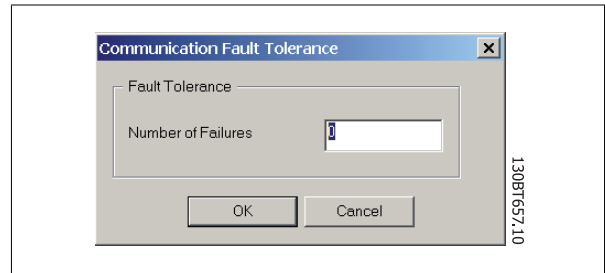 Communication Fault Tolerance
Fault Tolerance
Number of Failures
0
OK
Cancel
130BT657.10